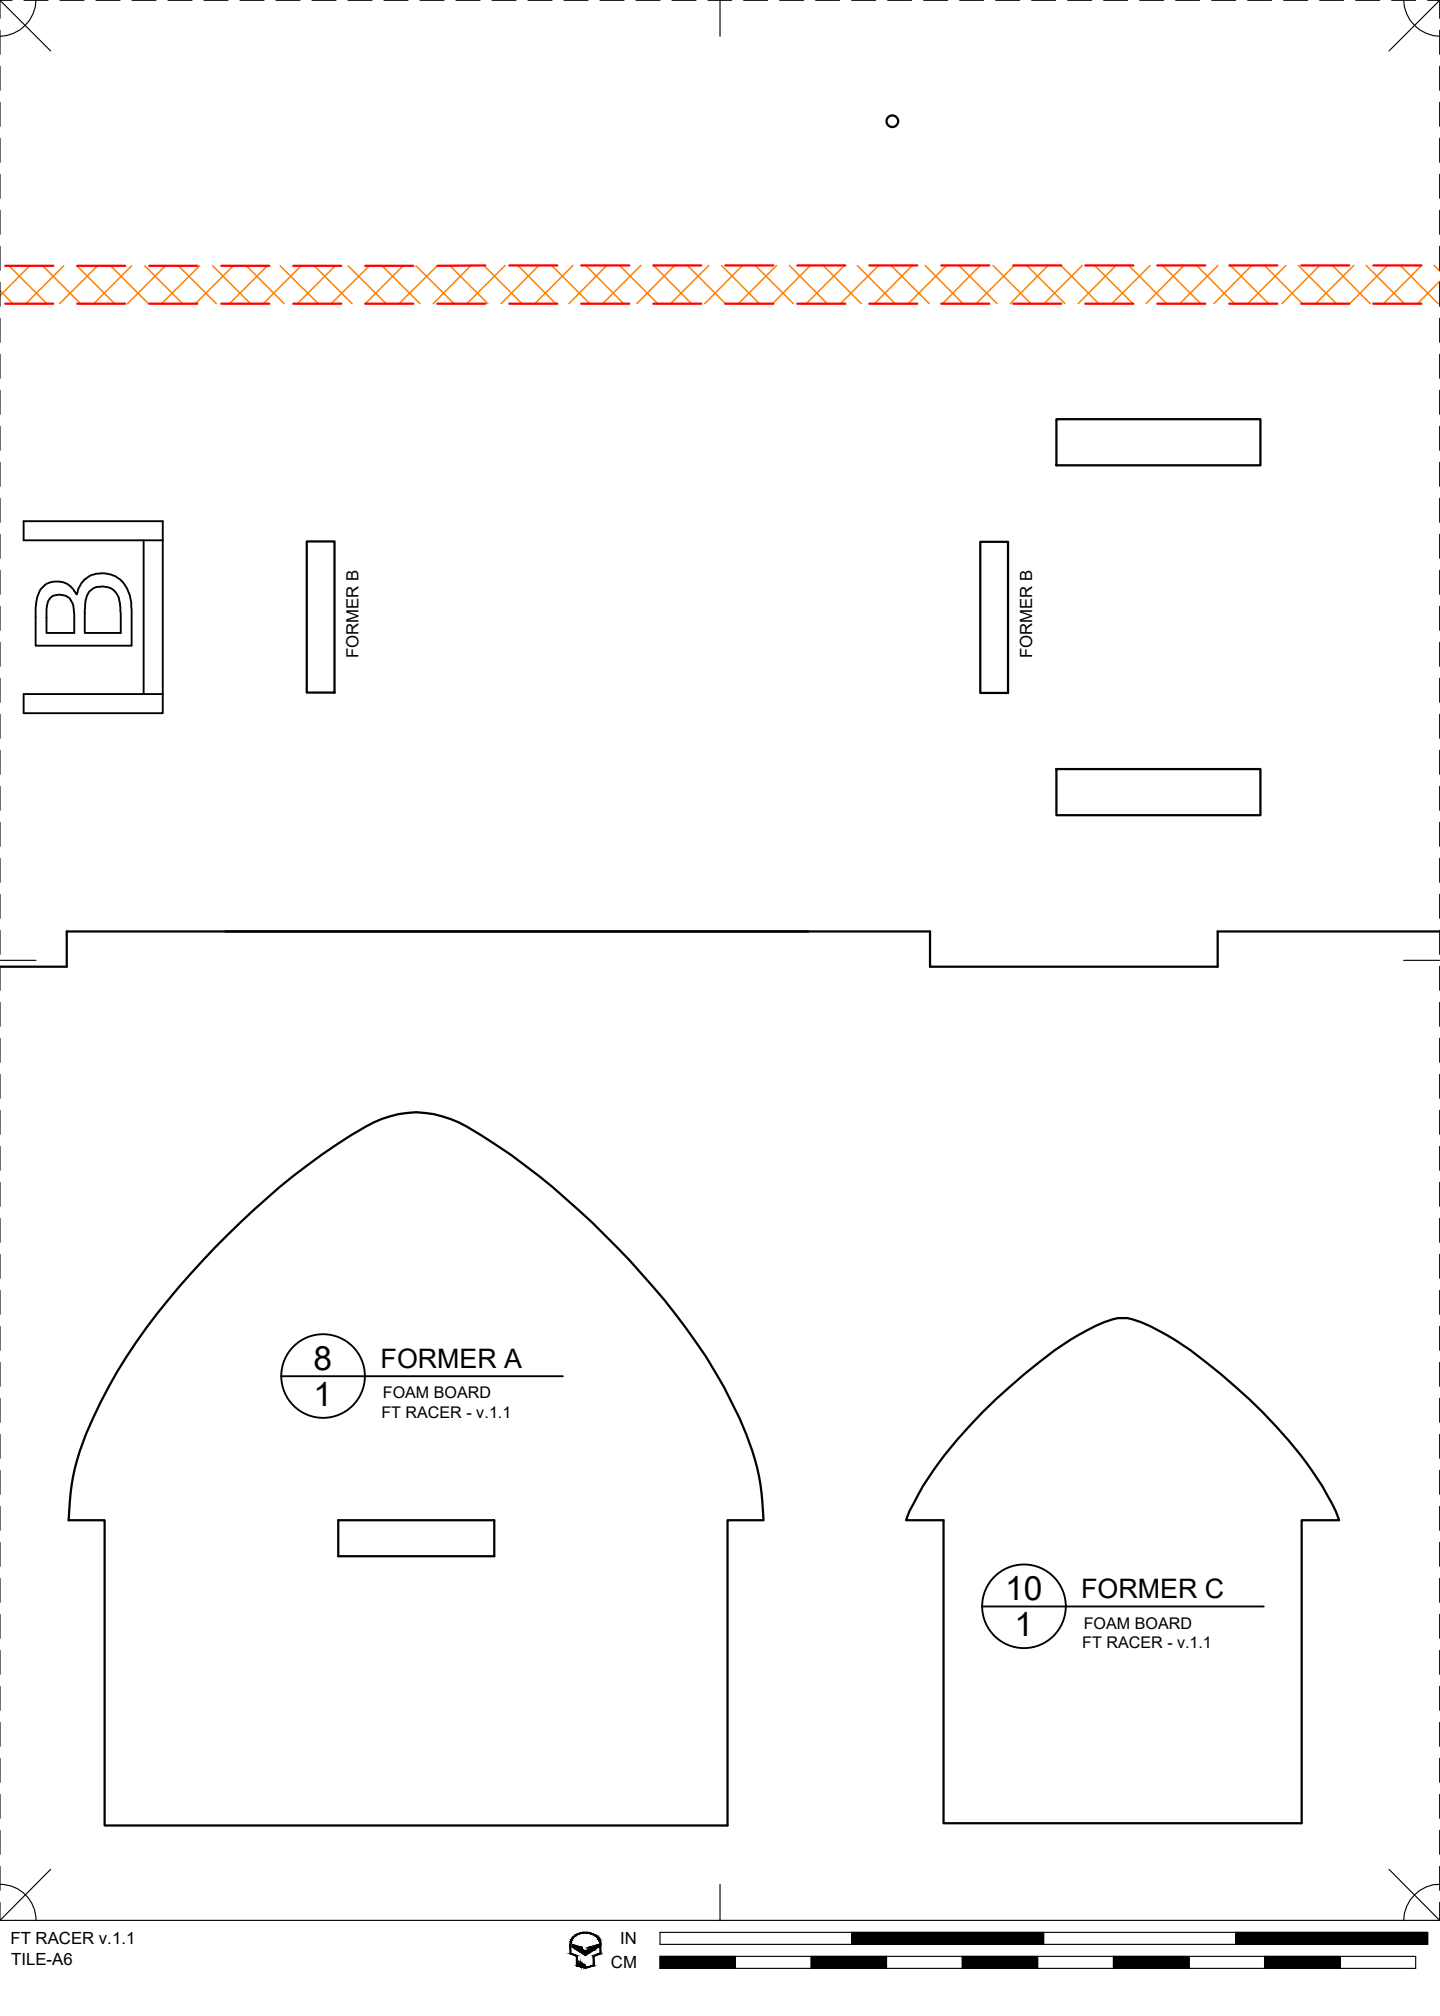 B
FORMER B
FORMER B
8
1
FORMER A
FOAM BOARD
FT RACER - v.1.1
10
1
FORMER C
FOAM BOARD
FT RACER - v.1.1
FT RACER v.1.1
TILE-A6
IN
CM